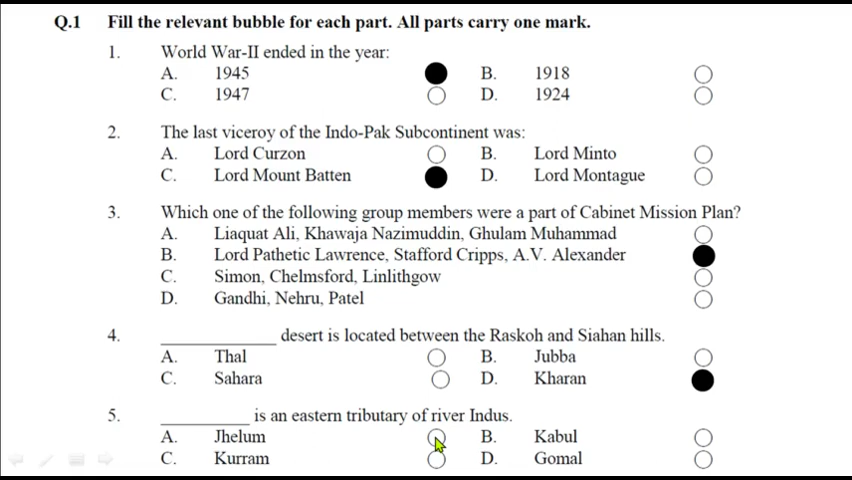 Q.1 Fill the relevant bubble for each part. All parts carry one mark.
1. World War-II ended in the year:
A. 1945 B. 1918
C. 1947 D. 1924
2. The last viceroy of the Indo-Pak Subcontinent was:
A. Lord Curzon B. Lord Minto
C. Lord Mount Batten D. Lord Montague
3. Which one of the following group members were a part of Cabinet Mission Plan?
A. Liaquat Ali, Khawaja Nazimuddin, Ghulam Muhammad
B. Lord Pathetic Lawrence, Stafford Cripps, A.V. Alexander
C. Simon, Chelmsford, Linlithgow
D. Gandhi, Nehru, Patel
4. _____________ desert is located between the Raskoh and Siahan hills.
A. Thal B. Jubba
C. Sahara D. Kharan
5. __________ is an eastern tributary of river Indus.
A. Jhelum B. Kabul
C. Kurram D. Gomal